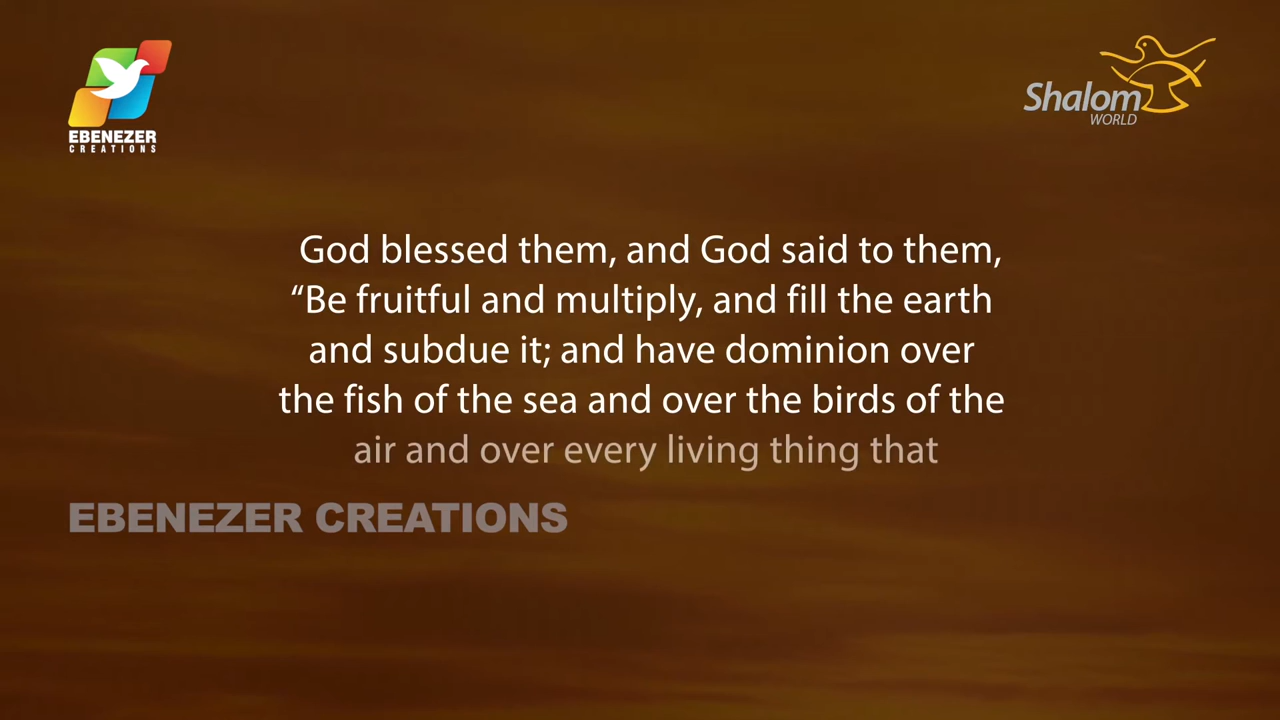 EBENEZER
CREATIONS
Shalom
WORLD
God blessed them, and God said to them,
“Be fruitful and multiply, and fill the earth
and subdue it; and have dominion over
the fish of the sea and over the birds of the
air and over every living thing that
EBENEZER CREATIONS